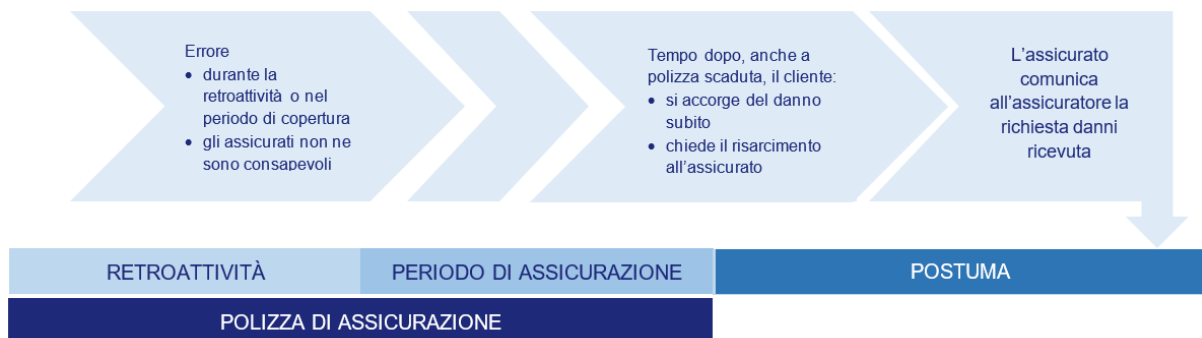 Errore
• durante la
retroattività o nel
periodo di copertura
• gli assicurati non ne
sono consapevoli
Tempo dopo, anche a
polizza scaduta, il cliente:
• si accorge del danno
subito
• chiede il risarcimento
all'assicurato
L'assicurato
comunica
all'assicuratore la
richiesta danni
ricevuta
RETROATTIVITÀ
PERIODO DI ASSICURAZIONE
POSTUMA
POLIZZA DI ASSICURAZIONE